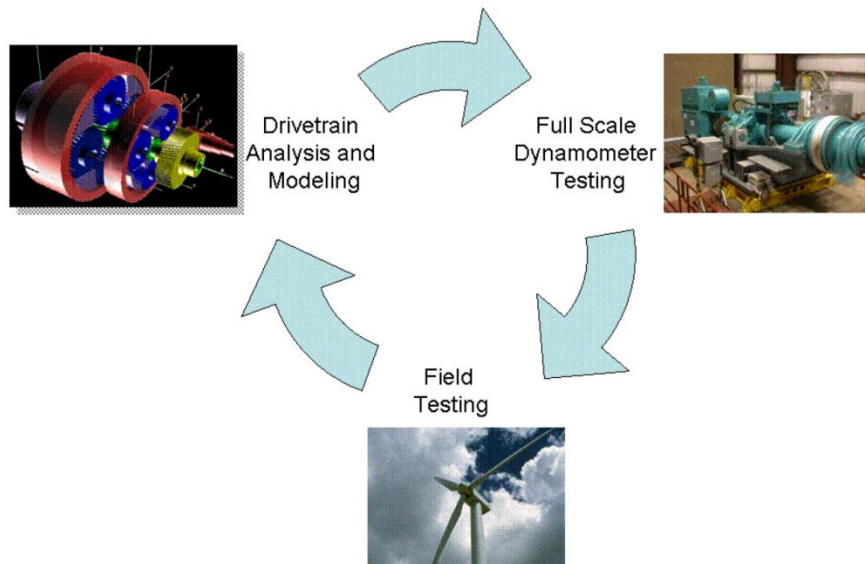 Drivetrain
Analysis and
Modeling
Full Scale
Dynamometer
Testing
Field
Testing